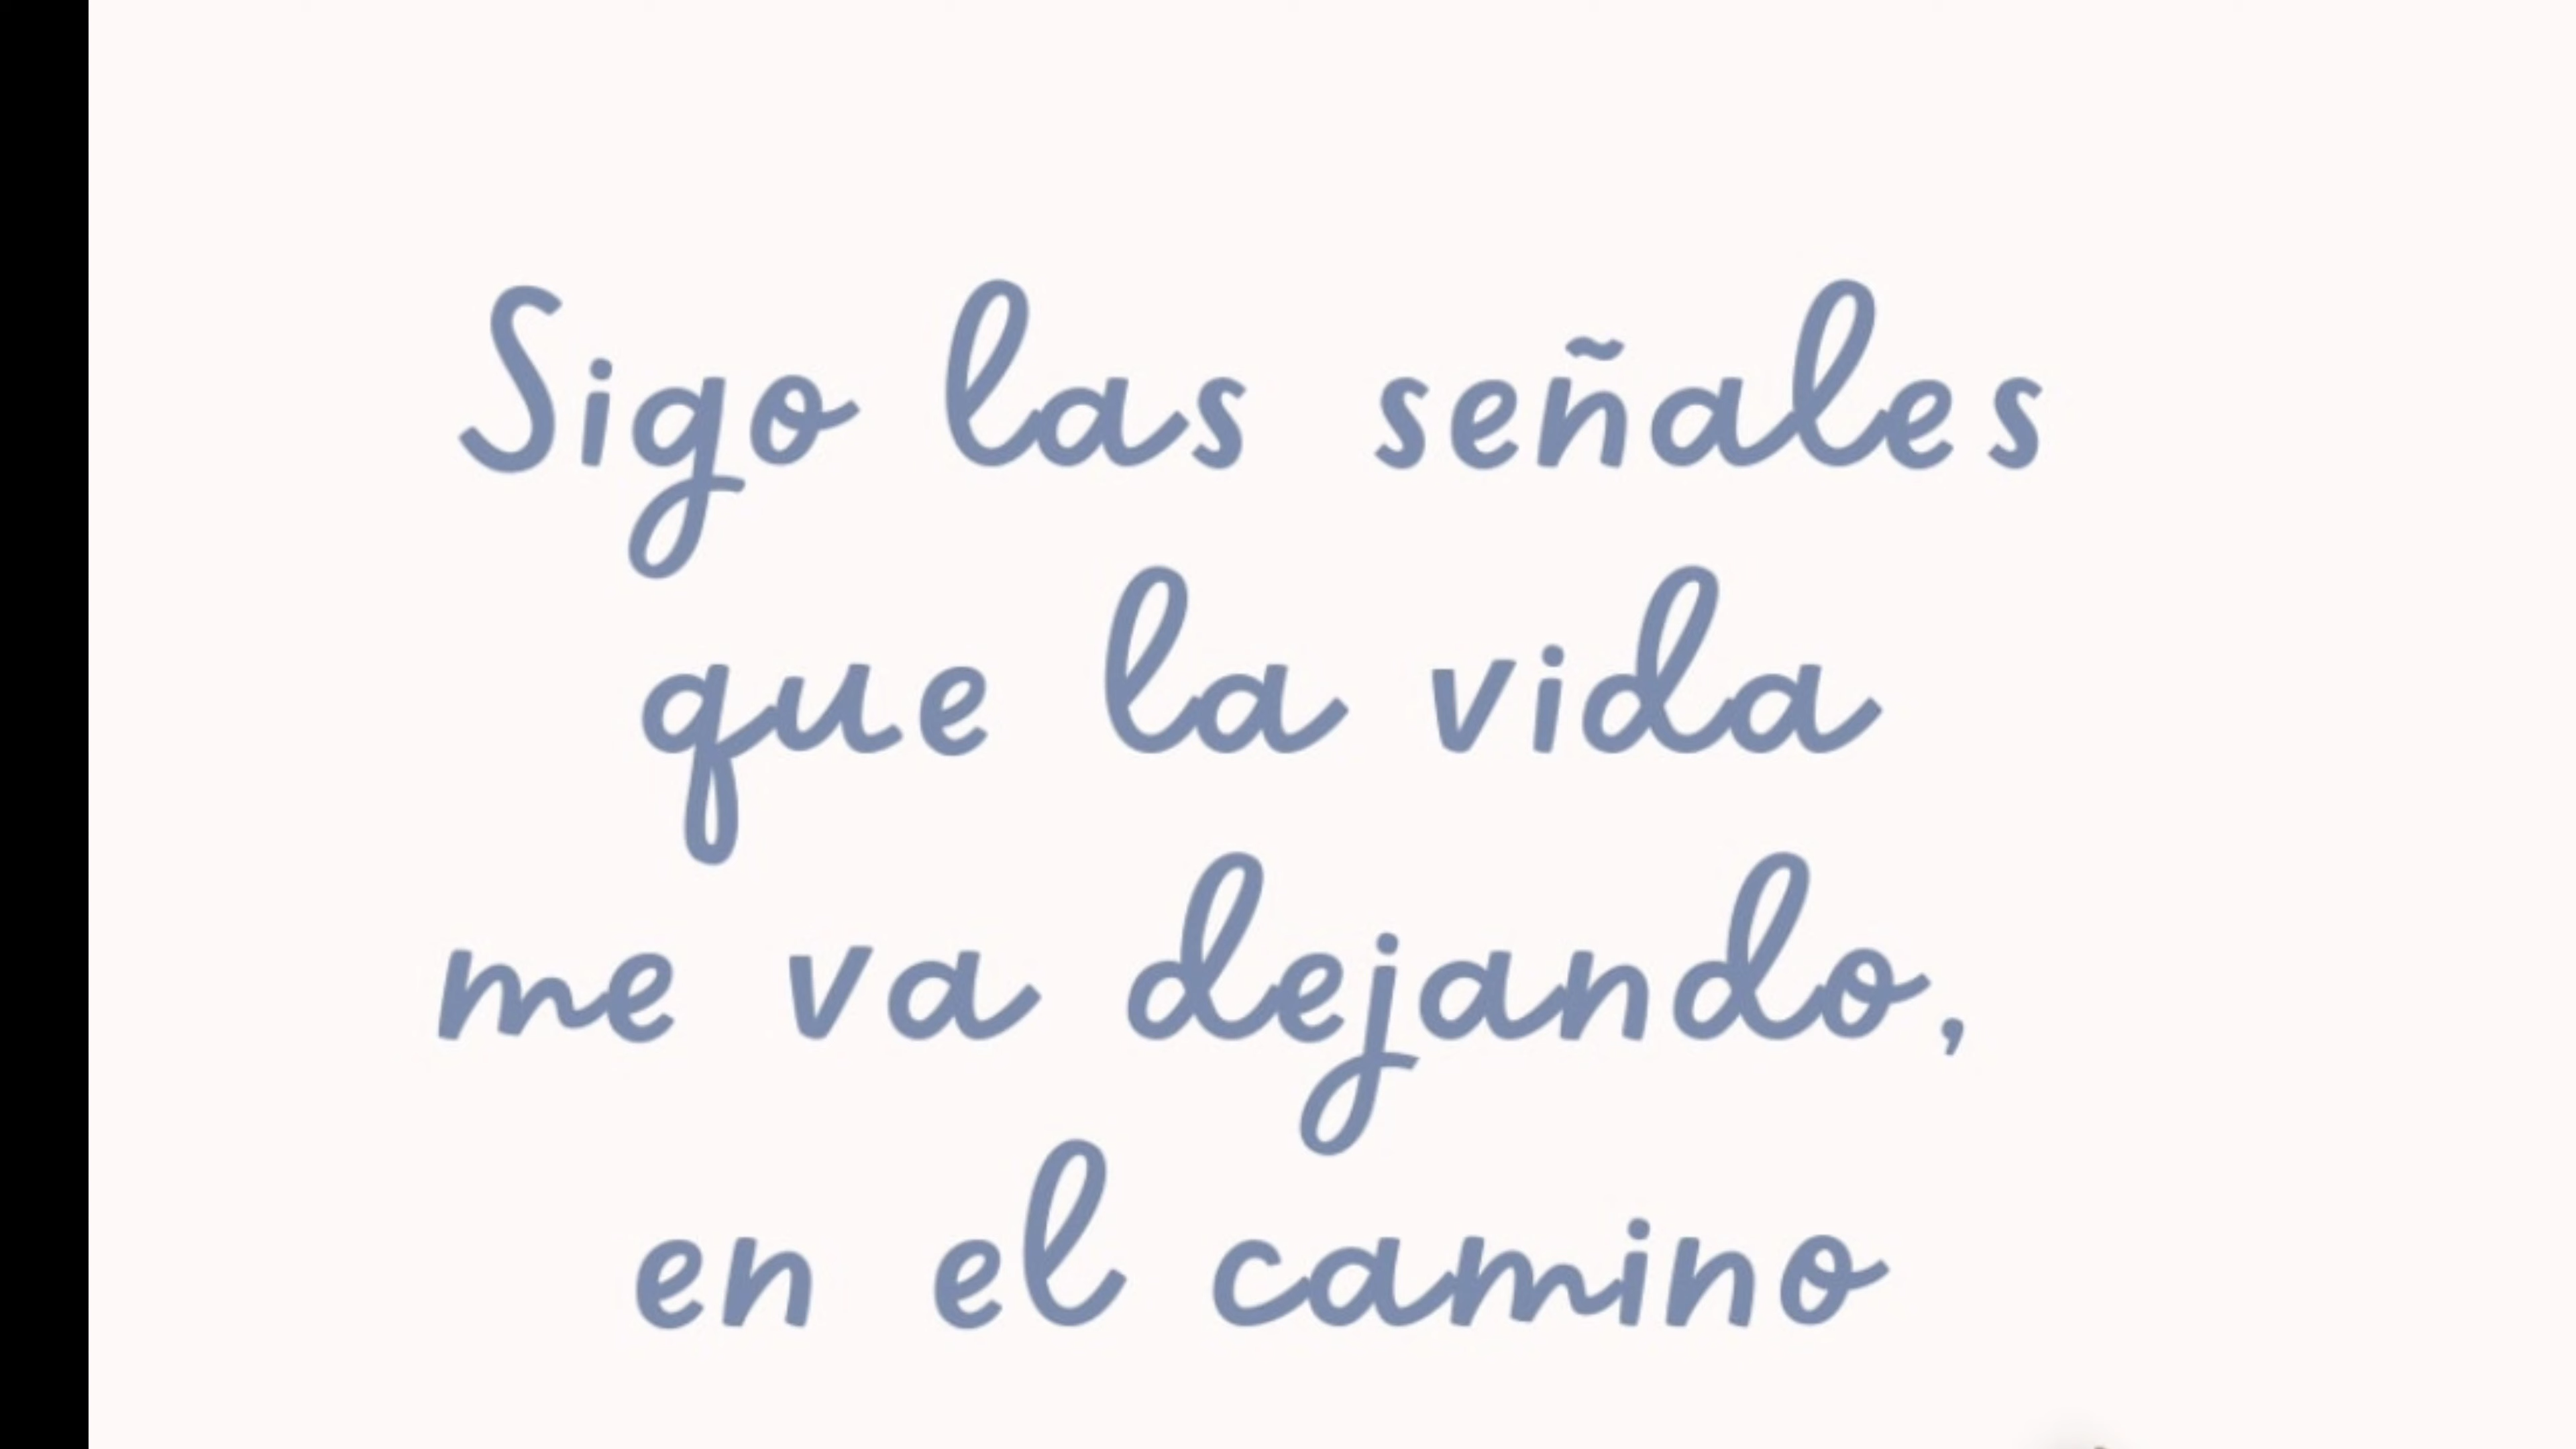 Sigo las señales
que la vida
me va dejando,
en el camino